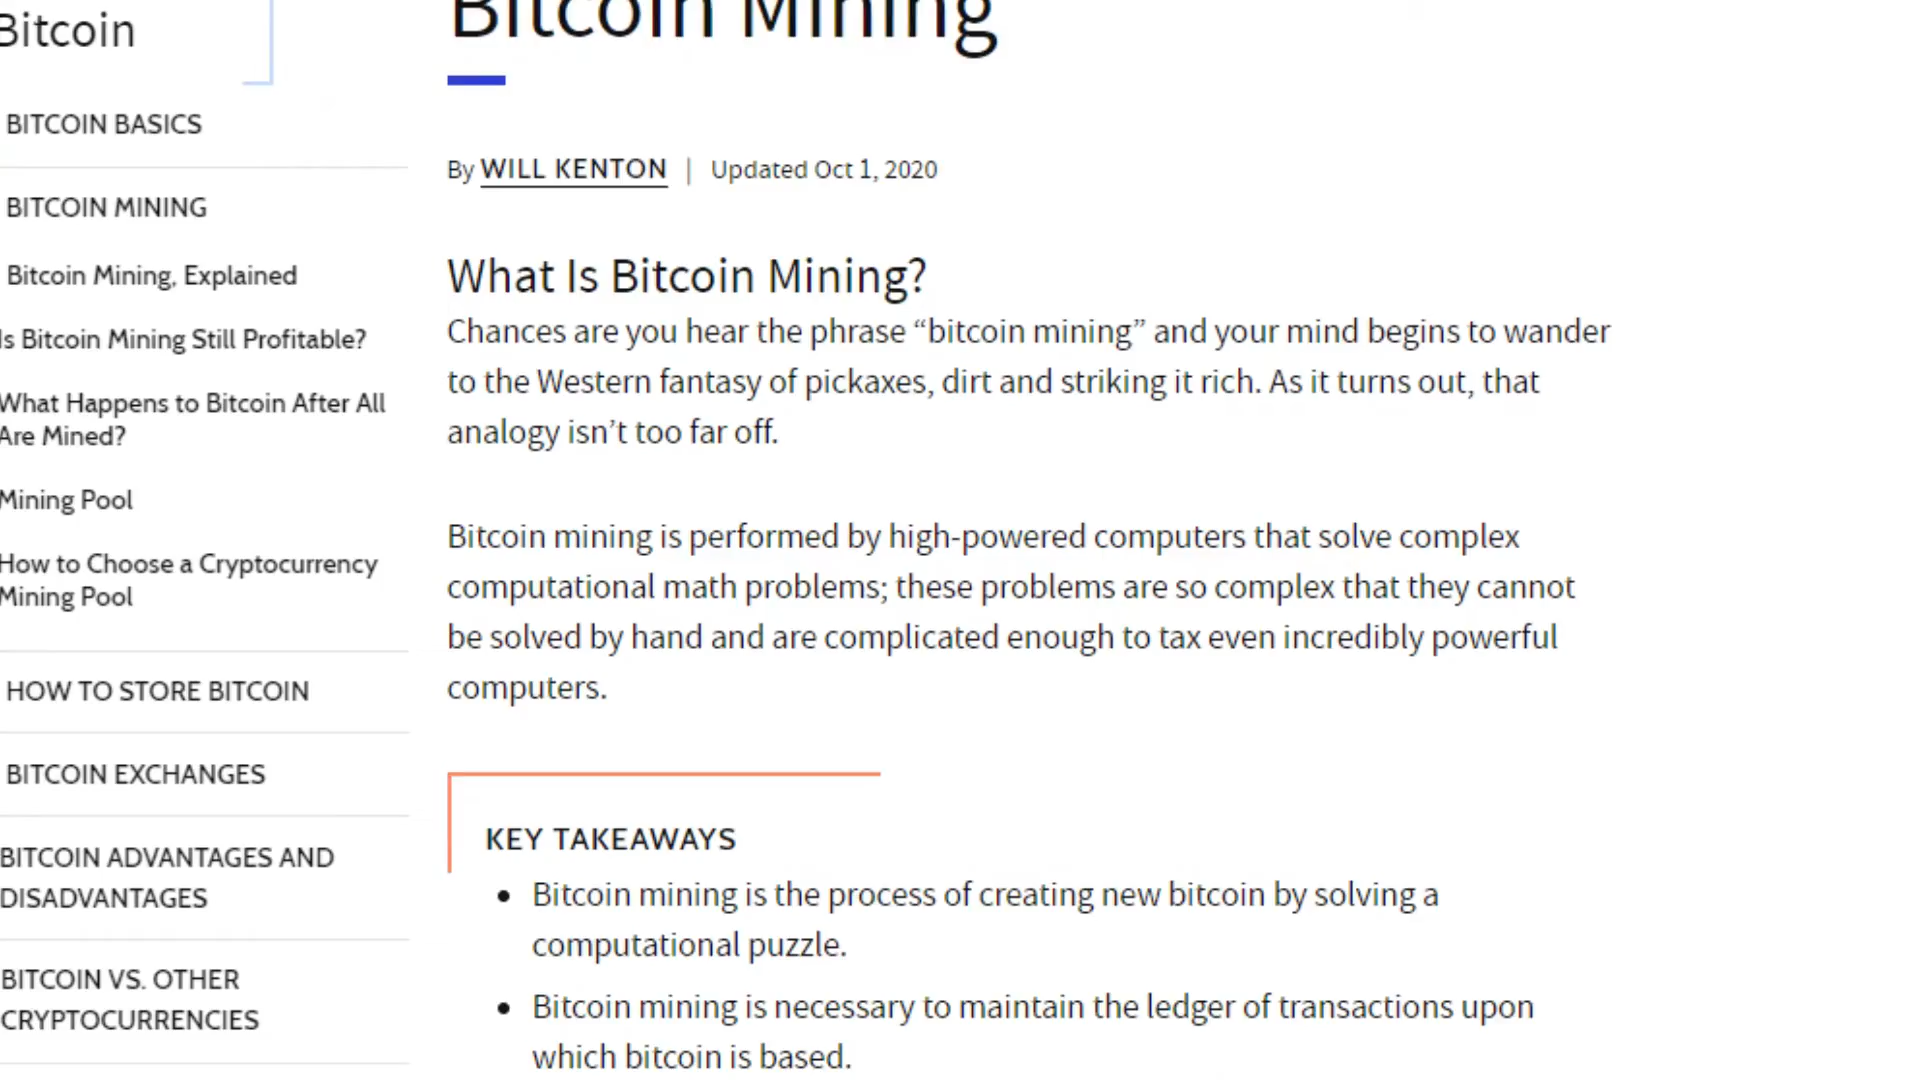 Bitcoin
BITCOIN BASICS
BITCOIN MINING
Bitcoin Mining, Explained
Is Bitcoin Mining Still Profitable?
What Happens to Bitcoin After All
Are Mined?
Mining Pool
How to Choose a Cryptocurrency
Mining Pool
HOW TO STORE BITCOIN
BITCOIN EXCHANGES
BITCOIN ADVANTAGES AND
DISADVANTAGES
BITCOIN VS. OTHER
CRYPTOCURRENCIES
Bitcoin Mining
By WILL KENTON | Updated Oct 1, 2020
What Is Bitcoin Mining?
Chances are you hear the phrase “bitcoin mining” and your mind begins to wander
to the Western fantasy of pickaxes, dirt and striking it rich. As it turns out, that
analogy isn’t too far off.
Bitcoin mining is performed by high-powered computers that solve complex
computational math problems; these problems are so complex that they cannot
be solved by hand and are complicated enough to tax even incredibly powerful
computers.
KEY TAKEAWAYS
• Bitcoin mining is the process of creating new bitcoin by solving a
computational puzzle.
• Bitcoin mining is necessary to maintain the ledger of transactions upon
which bitcoin is based.